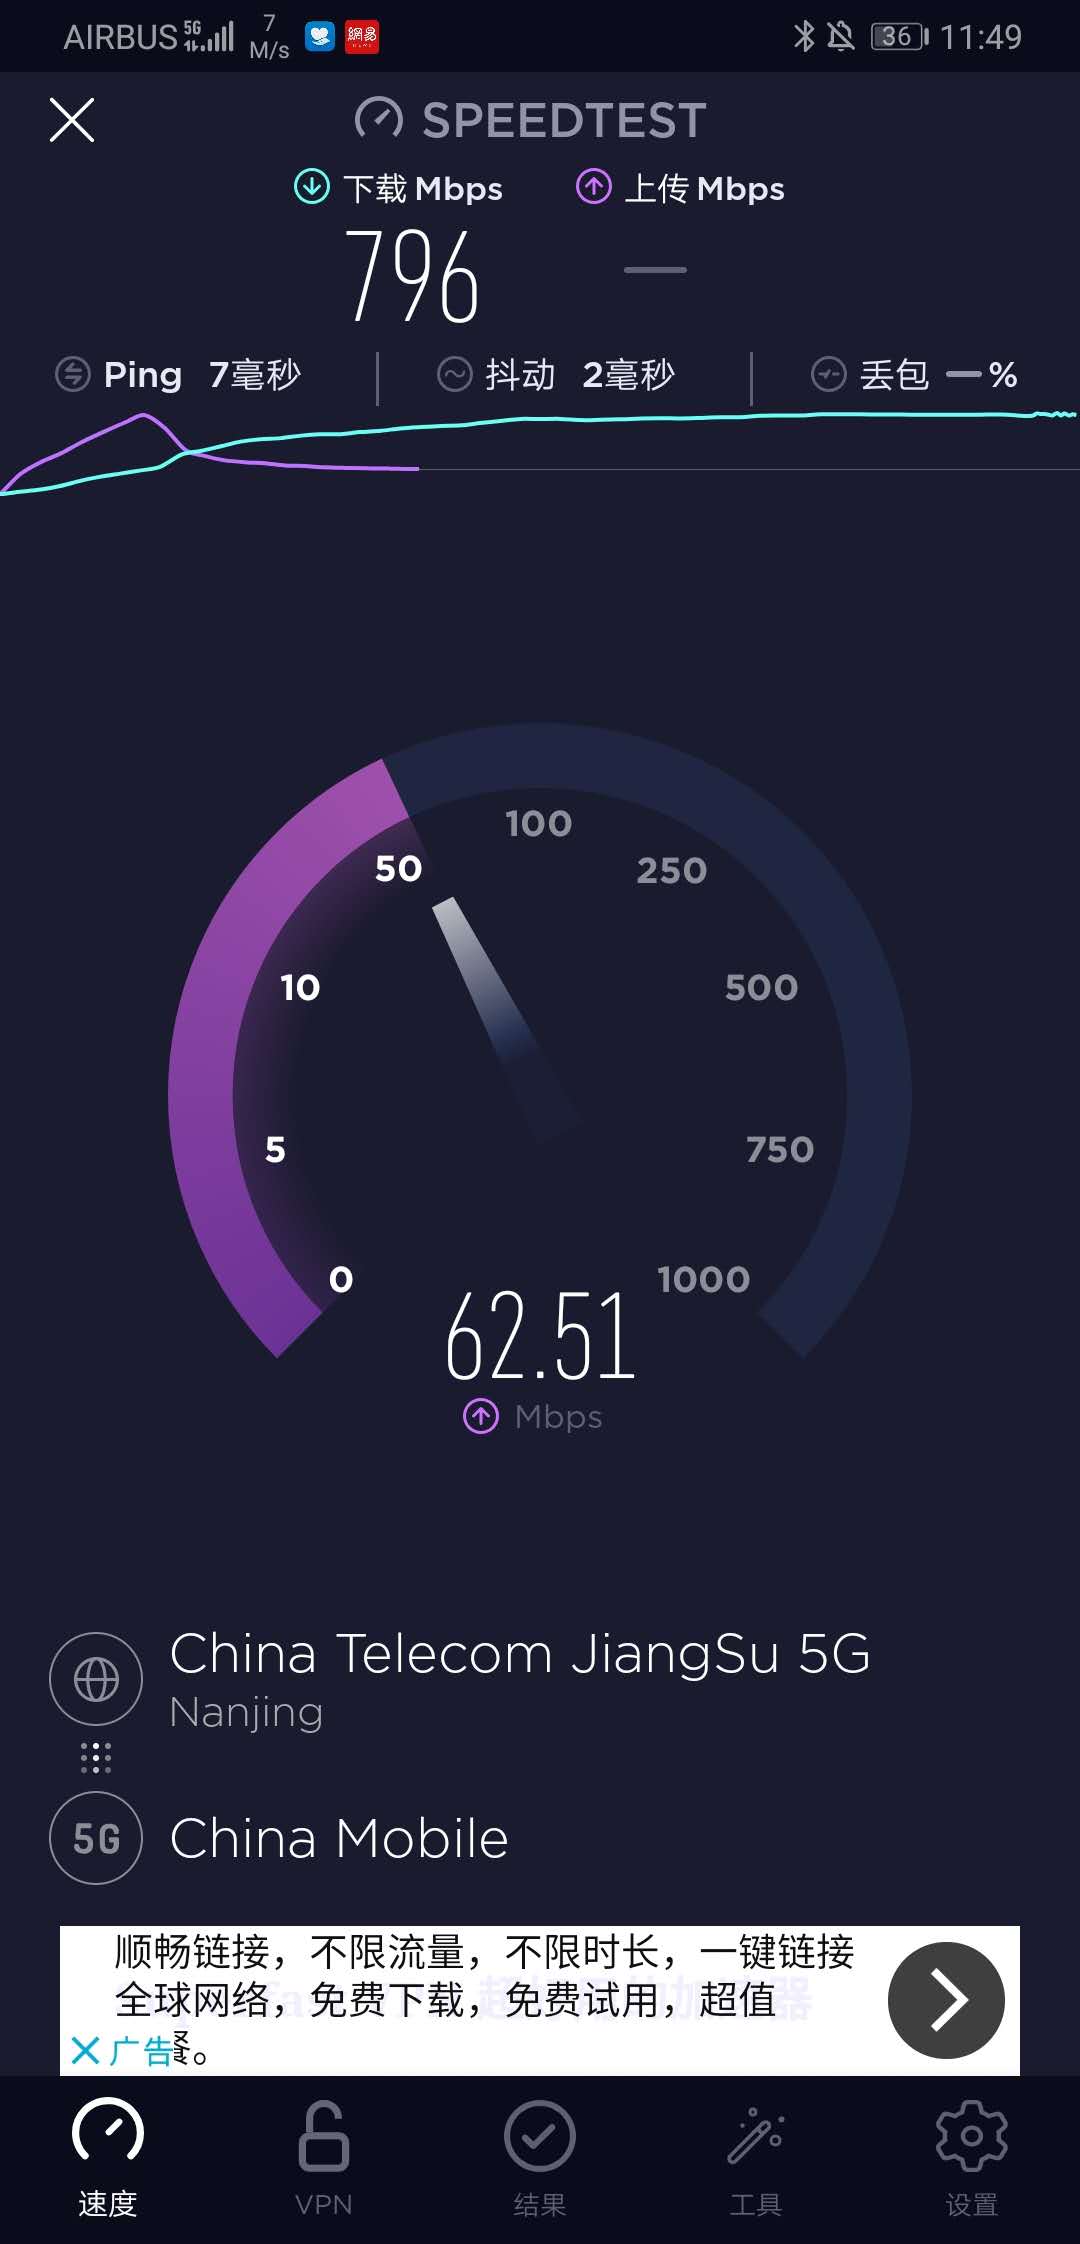 AIRBUS 5G 7 M/s 網易 36 11:49
SPEEDTEST
下载 Mbps 上传 Mbps
796 —
Ping 7毫秒 抖动 2毫秒 丢包 —%
100
50 250
10 500
5 750
0 1000
62.51
Mbps
China Telecom JiangSu 5G
Nanjing
5G China Mobile
顺畅链接，不限流量，不限时长，一键链接
全球网络，免费下载，免费试用，超值
广告 。
速度 VPN 结果 工具 设置